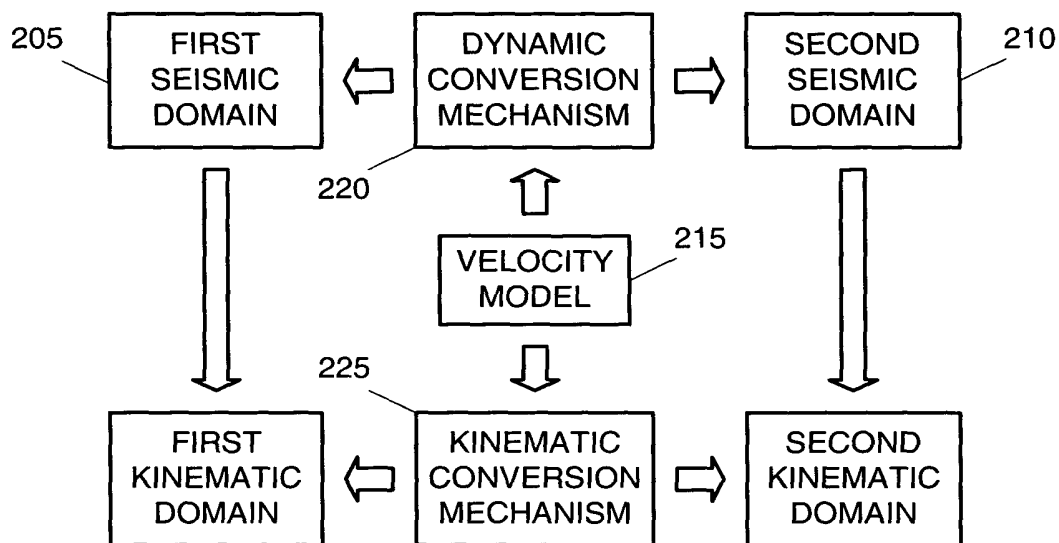 205
FIRST
SEISMIC
DOMAIN
DYNAMIC
CONVERSION
MECHANISM
220
SECOND
SEISMIC
DOMAIN
210
VELOCITY
MODEL
215
225
FIRST
KINEMATIC
DOMAIN
KINEMATIC
CONVERSION
MECHANISM
SECOND
KINEMATIC
DOMAIN